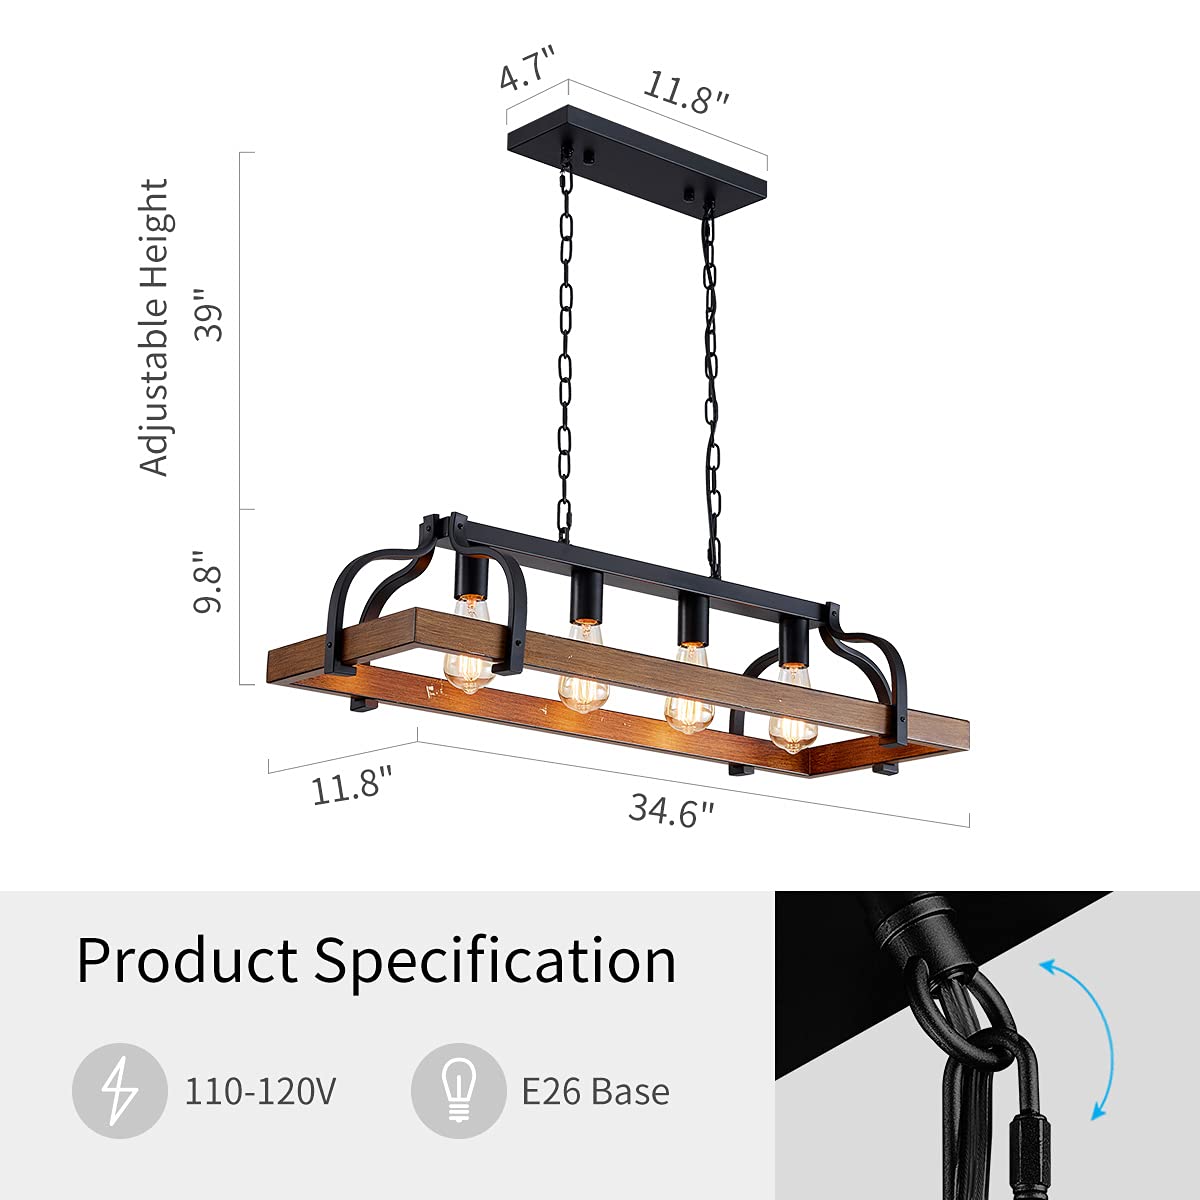 4.7"
11.8"
Adjustable Height
39"
9.8"
11.8"
34.6"
Product Specification
110-120V
E26 Base